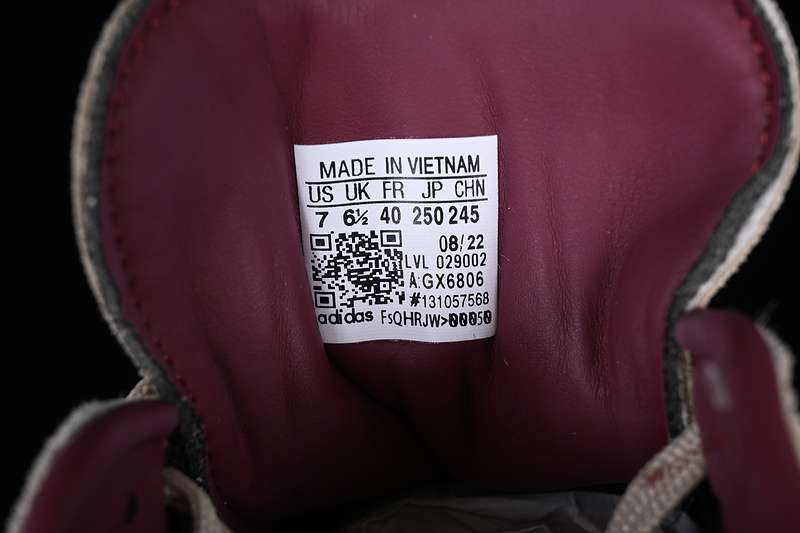 MADE IN VIETNAM
US UK FR JP CHN
7 6½ 40 250 245
08/22
LVL 029002
A:GX6806
#131057568
adidas FsQHRJW>00050